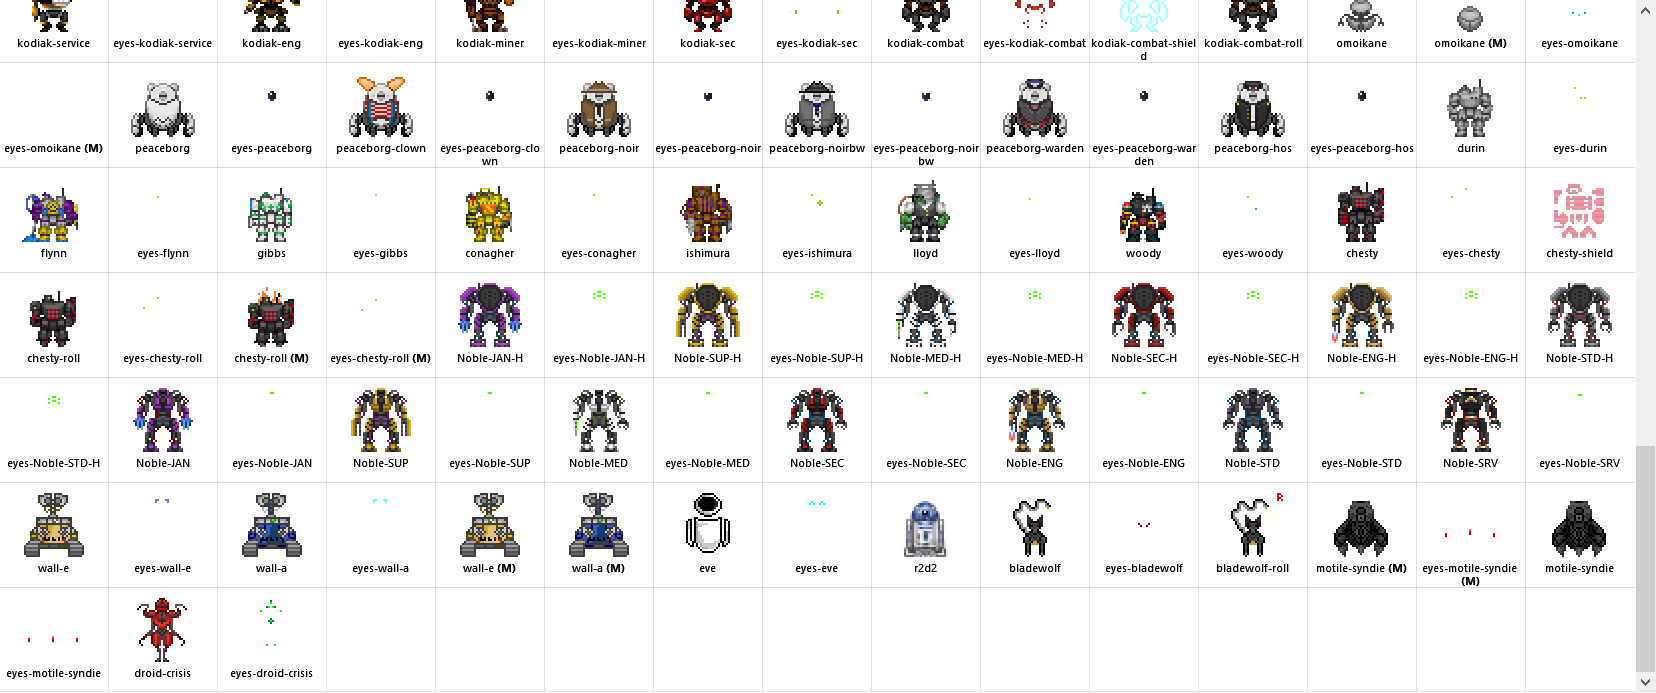 kodiak-service eyes-kodiak-service kodiak-eng eyes-kodiak-eng kodiak-miner eyes-kodiak-miner kodiak-sec eyes-kodiak-sec kodiak-combat eyes-kodiak-combat kodiak-combat-shiel kodiak-combat-roll omoikane omoikane (M) eyes-omoikane
d
eyes-omoikane (M) peaceborg eyes-peaceborg peaceborg-clown eyes-peaceborg-clo peaceborg-noir eyes-peaceborg-noir peaceborg-noirbw eyes-peaceborg-noir peaceborg-warden eyes-peaceborg-war peaceborg-hos eyes-peaceborg-hos durin eyes-durin
wn bw den
flynn eyes-flynn gibbs eyes-gibbs conagher eyes-conagher ishimura eyes-ishimura lloyd eyes-lloyd woody eyes-woody chesty eyes-chesty chesty-shield
chesty-roll eyes-chesty-roll chesty-roll (M) eyes-chesty-roll (M) Noble-JAN-H eyes-Noble-JAN-H Noble-SUP-H eyes-Noble-SUP-H Noble-MED-H eyes-Noble-MED-H Noble-SEC-H eyes-Noble-SEC-H Noble-ENG-H eyes-Noble-ENG-H Noble-STD-H
eyes-Noble-STD-H Noble-JAN eyes-Noble-JAN Noble-SUP eyes-Noble-SUP Noble-MED eyes-Noble-MED Noble-SEC eyes-Noble-SEC Noble-ENG eyes-Noble-ENG Noble-STD eyes-Noble-STD Noble-SRV eyes-Noble-SRV
R
wall-e eyes-wall-e wall-a eyes-wall-a wall-e (M) wall-a (M) eve eyes-eve r2d2 bladewolf eyes-bladewolf bladewolf-roll motile-syndie (M) eyes-motile-syndie motile-syndie
(M)
eyes-motile-syndie droid-crisis eyes-droid-crisis